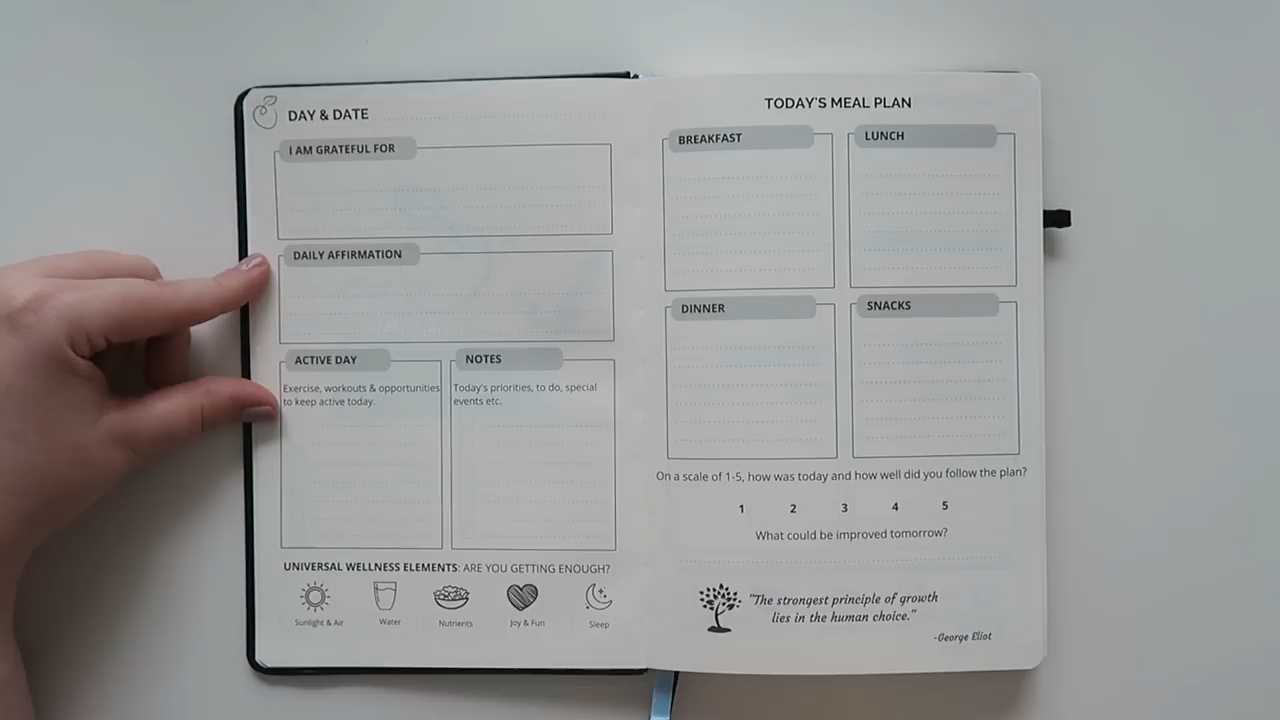 DAY & DATE
I AM GRATEFUL FOR
DAILY AFFIRMATION
ACTIVE DAY
Exercise, workouts & opportunities
to keep active today.
NOTES
Today's priorities, to do, special
events etc.
UNIVERSAL WELLNESS ELEMENTS: ARE YOU GETTING ENOUGH?
Sunlight & Air
Water
Nutrients
Joy & Fun
Sleep
TODAY'S MEAL PLAN
BREAKFAST
LUNCH
DINNER
SNACKS
On a scale of 1-5, how was today and how well did you follow the plan?
1 2 3 4 5
What could be improved tomorrow?
"The strongest principle of growth
lies in the human choice."
-George Eliot